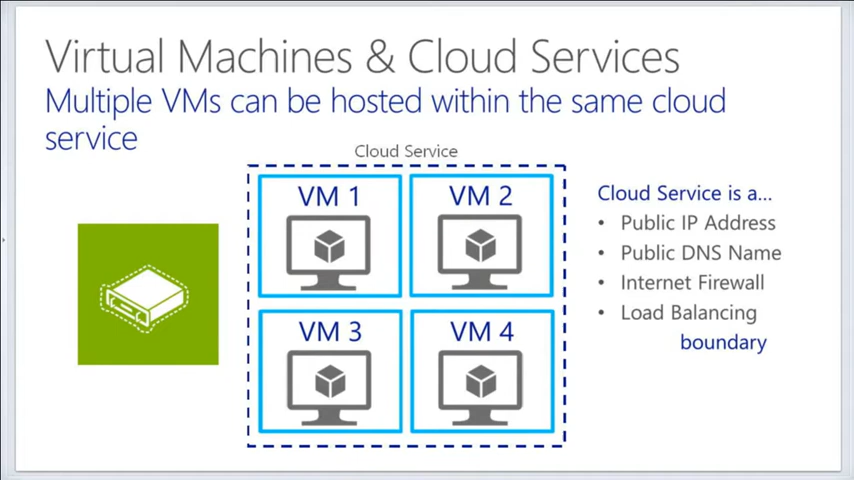 Virtual Machines & Cloud Services
Multiple VMs can be hosted within the same cloud
service
Cloud Service
VM 1
VM 2
VM 3
VM 4
Cloud Service is a...
• Public IP Address
• Public DNS Name
• Internet Firewall
• Load Balancing
boundary